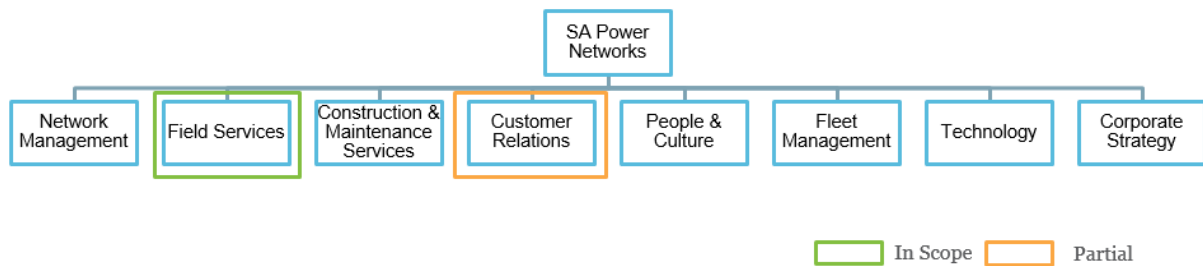 SA Power
Networks
Network
Management
Field Services
Construction &
Maintenance
Services
Customer
Relations
People &
Culture
Fleet
Management
Technology
Corporate
Strategy
In Scope
Partial